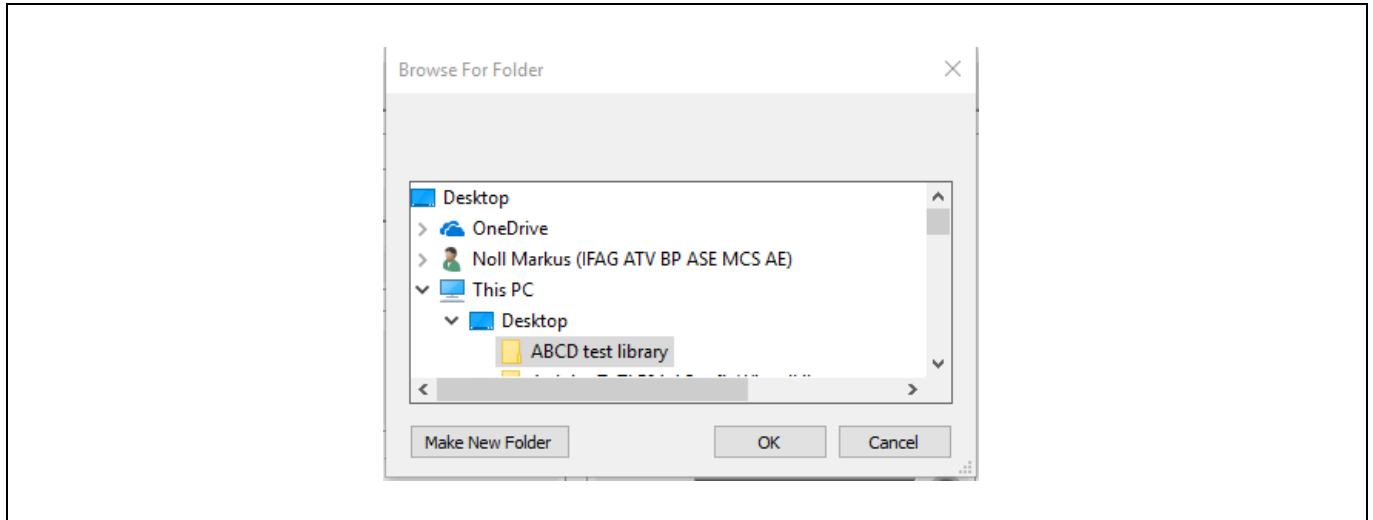 Browse For Folder
Desktop
OneDrive
Noll Markus (IFAG ATV BP ASE MCS AE)
This PC
Desktop
ABCD test library
Make New Folder
OK
Cancel